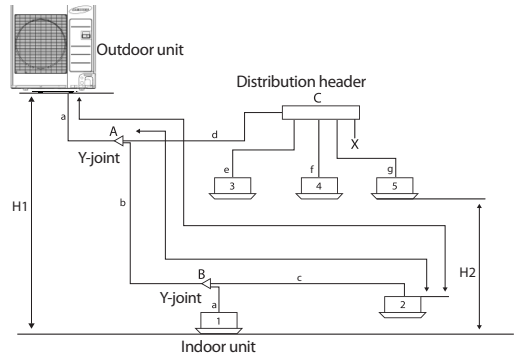 Outdoor unit
Distribution header
C
a
A
d
X
Y-joint
e
f
g
3
4
5
H1
b
H2
B
c
Y-joint
a
2
1
Indoor unit